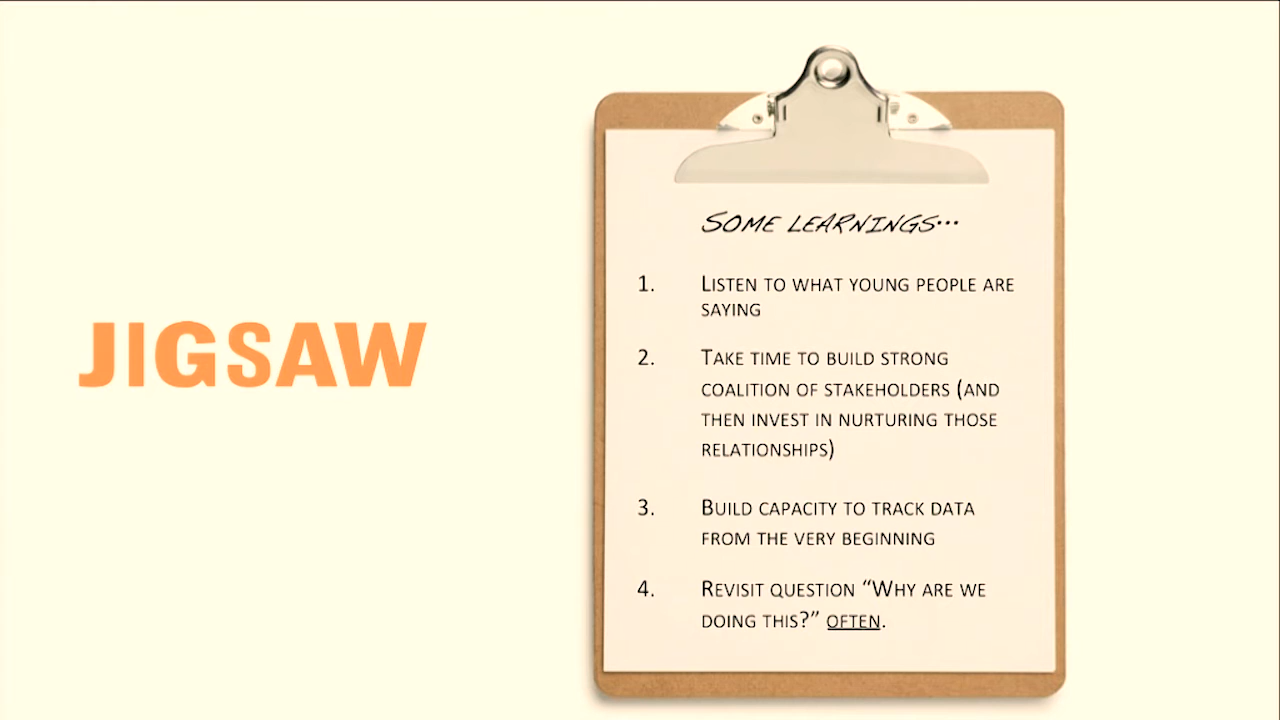 JIGSAW
SOME LEARNINGS...
1. LISTEN TO WHAT YOUNG PEOPLE ARE
SAYING
2. TAKE TIME TO BUILD STRONG
COALITION OF STAKEHOLDERS (AND
THEN INVEST IN NURTURING THOSE
RELATIONSHIPS)
3. BUILD CAPACITY TO TRACK DATA
FROM THE VERY BEGINNING
4. REVISIT QUESTION “WHY ARE WE
DOING THIS?” OFTEN.